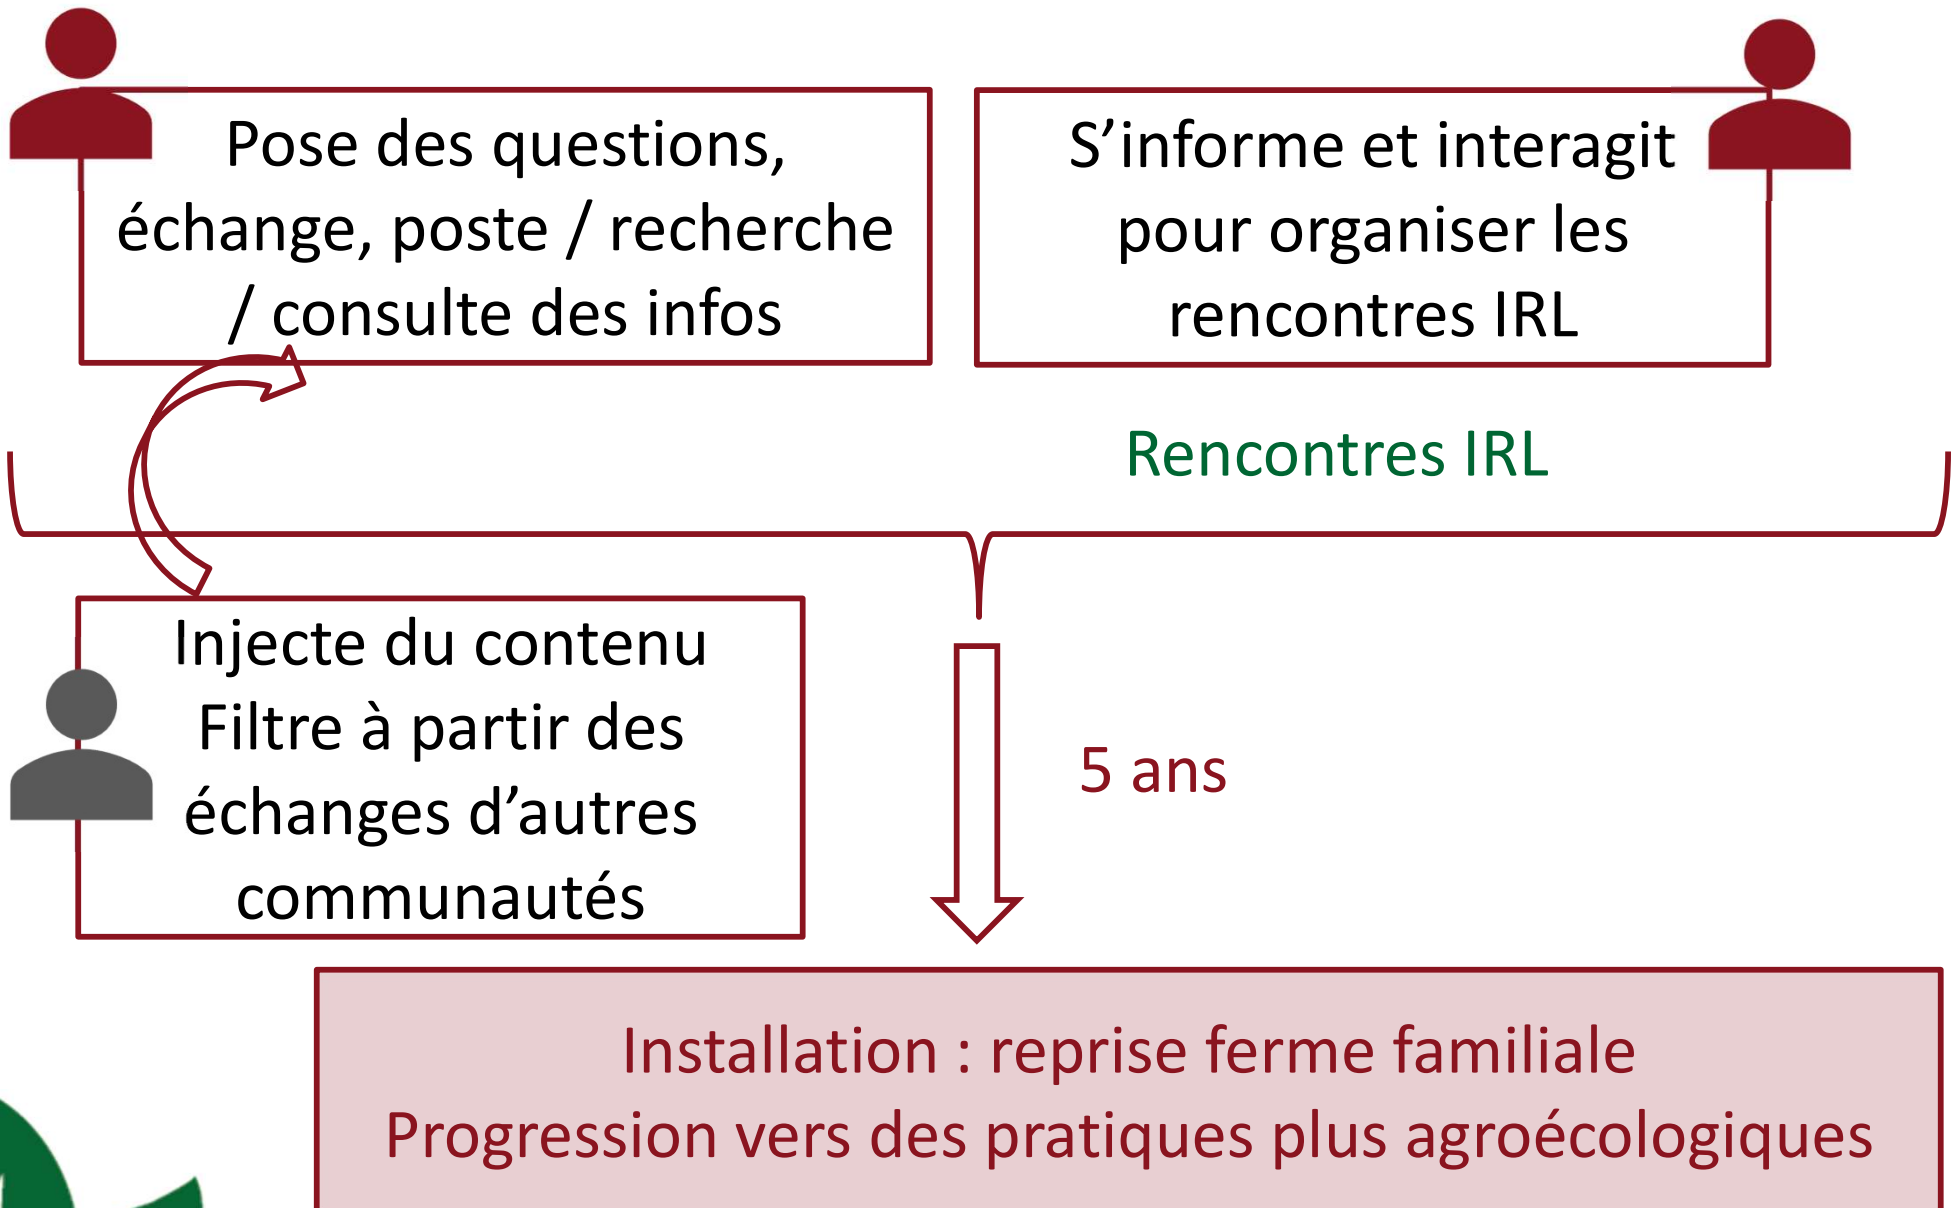 Pose des questions,
échange, poste / recherche
/ consulte des infos
S’informe et interagit
pour organiser les
rencontres IRL
Rencontres IRL
Injecte du contenu
Filtre à partir des
échanges d’autres
communautés
5 ans
Installation : reprise ferme familiale
Progression vers des pratiques plus agroécologiques